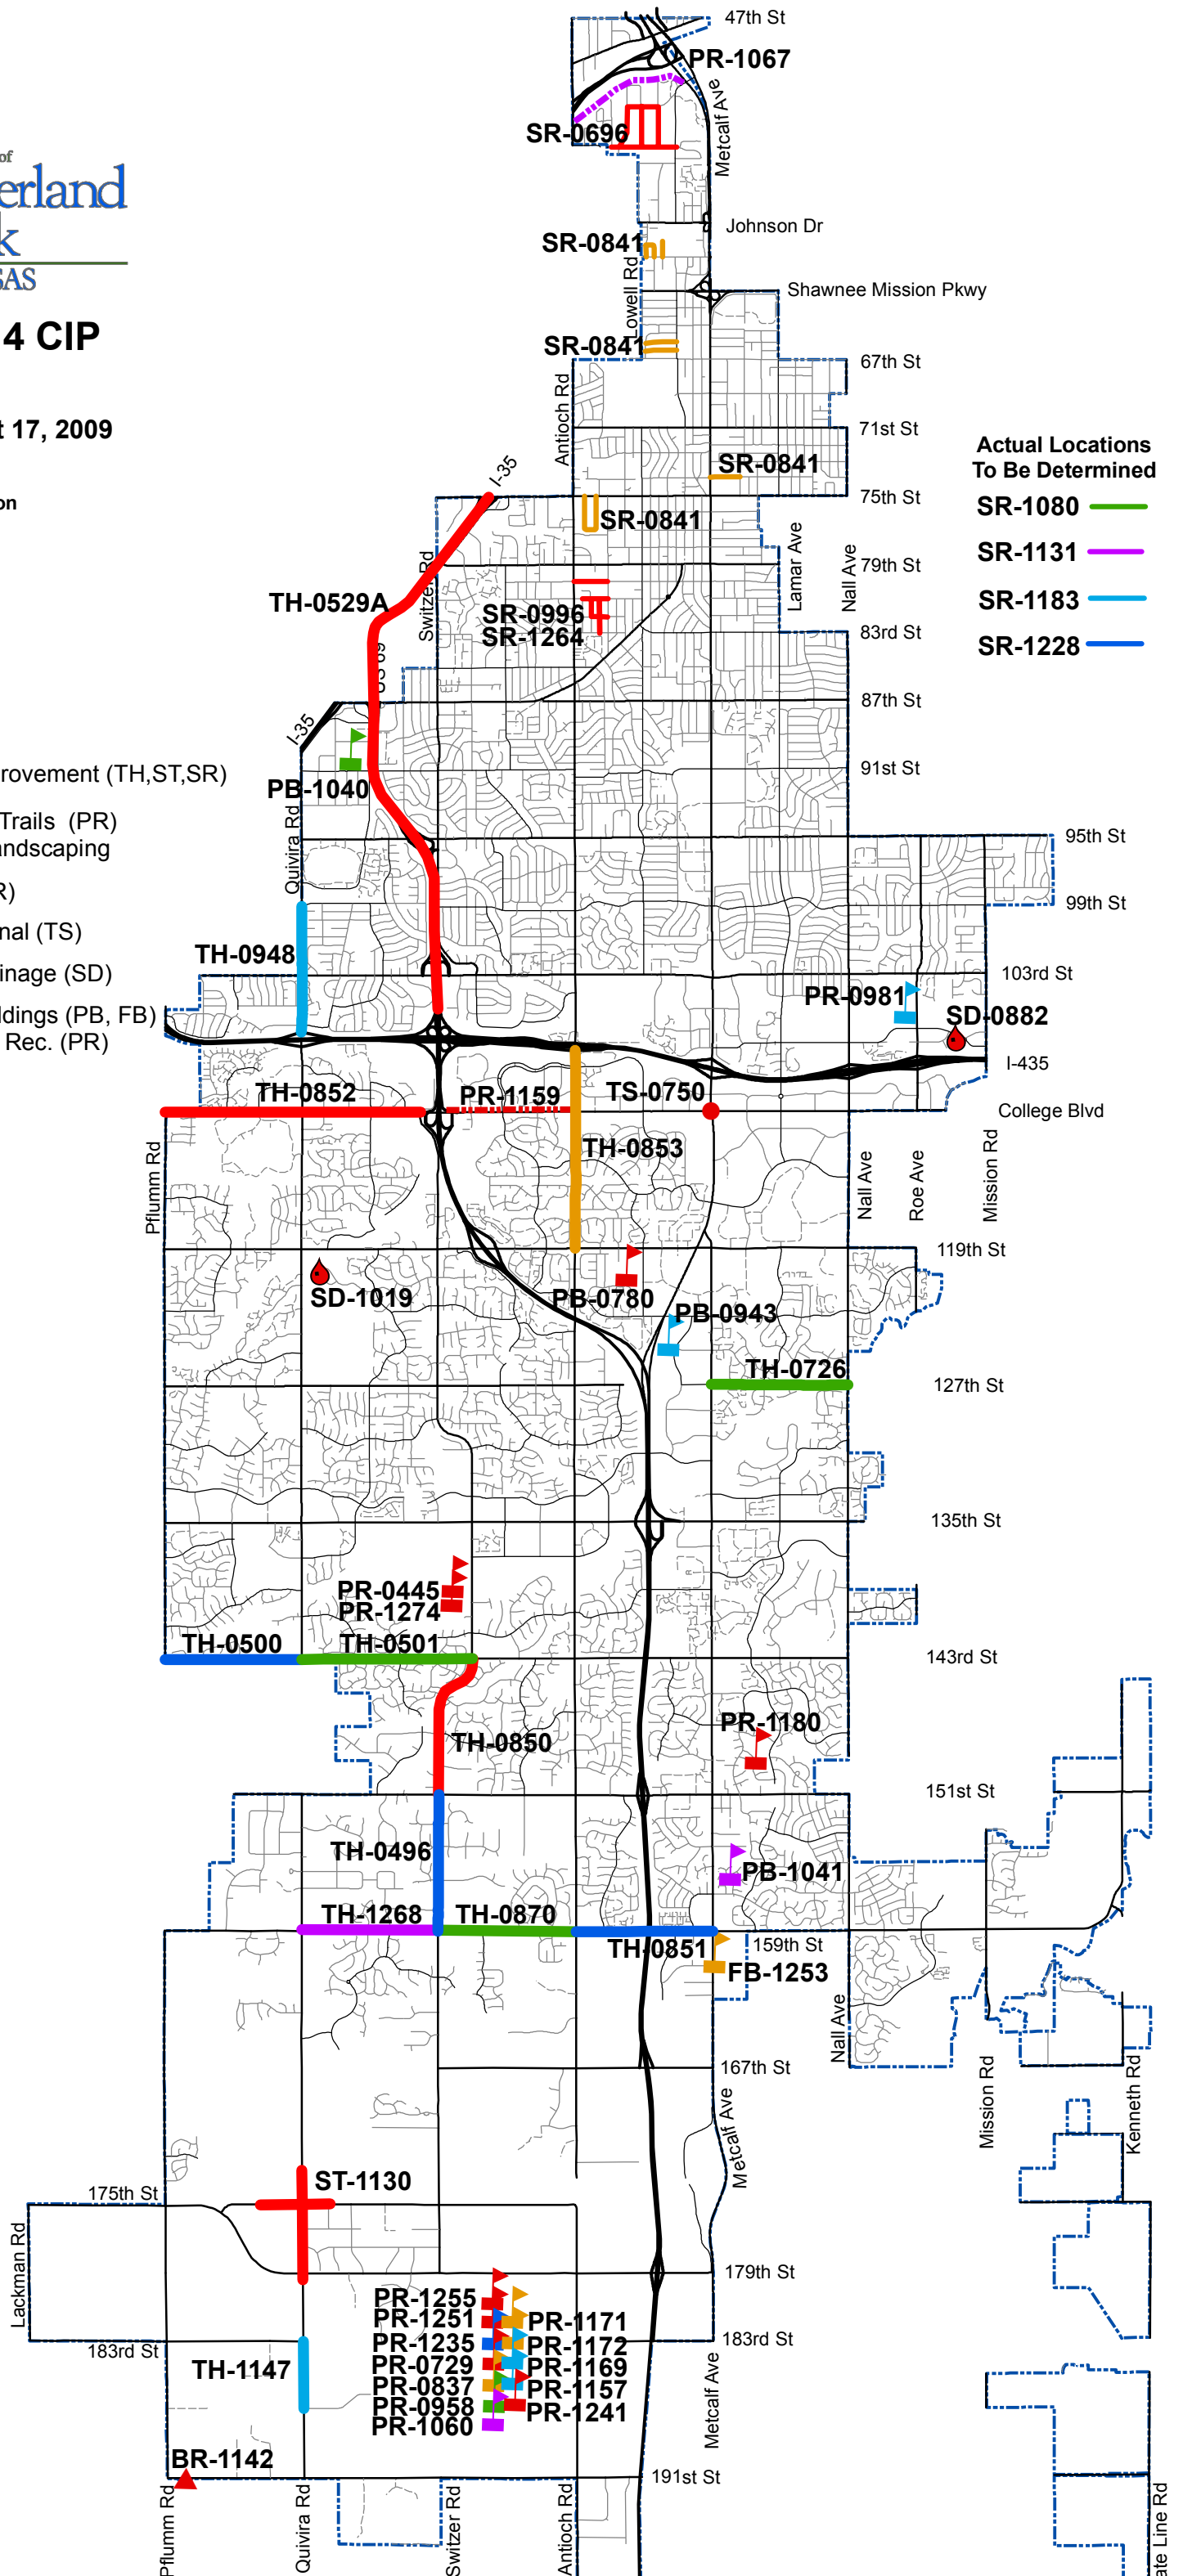 47th St
PR-1067
Metcalf Ave
SR-0696
of
erland
k
SAS
Johnson Dr
SR-0841
Lowell Rd
Shawnee Mission Pkwy
4 CIP
SR-0841
67th St
Antioch Rd
t 17, 2009
71st St
Actual Locations
To Be Determined
SR-0841
I-35
75th St
on
SR-1080
SR-0841
SR-1131
Lamar Ave
Nall Ave
Switzer Rd
79th St
TH-0529A
SR-1183
SR-0996
SR-1264
83rd St
SR-1228
87th St
I-35
rovement (TH,ST,SR)
91st St
PB-1040
Trails (PR)
andscaping
Quivira Rd
95th St
R)
99th St
nal (TS)
TH-0948
103rd St
inage (SD)
PR-0981
ldings (PB, FB)
SD-0882
Rec. (PR)
I-435
TH-0852
PR-1159
TS-0750
College Blvd
TH-0853
Pflumm Rd
Nall Ave
Roe Ave
Mission Rd
119th St
SD-1019
PB-0780
PB-0943
TH-0726
127th St
135th St
PR-0445
PR-1274
TH-0500
TH-0501
143rd St
PR-1180
TH-0850
151st St
TH-0496
PB-1041
TH-1268
TH-0870
TH-0851
159th St
FB-1253
Nall Ave
167th St
Mission Rd
Kenneth Rd
Metcalf Ave
ST-1130
175th St
Lackman Rd
179th St
PR-1255
PR-1251
PR-1171
PR-1235
PR-1172
183rd St
183rd St
PR-0729
PR-1169
TH-1147
PR-0837
PR-1157
PR-0958
PR-1241
PR-1060
Metcalf Ave
BR-1142
191st St
Pflumm Rd
Quivira Rd
Switzer Rd
Antioch Rd
ate Line Rd